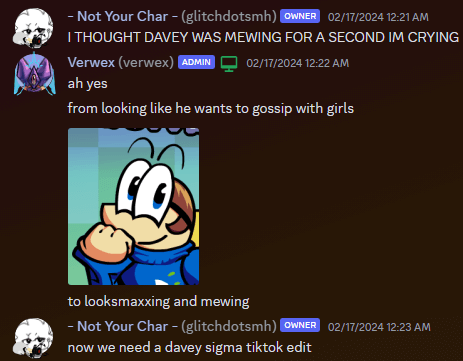 - Not Your Char - (glitchdotsmh) OWNER 02/17/2024 12:21 AM
I THOUGHT DAVEY WAS MEWING FOR A SECOND IM CRYING
Verwex (verwex) ADMIN 02/17/2024 12:22 AM
ah yes
from looking like he wants to gossip with girls
to looksmaxxing and mewing
- Not Your Char - (glitchdotsmh) OWNER 02/17/2024 12:23 AM
now we need a davey sigma tiktok edit